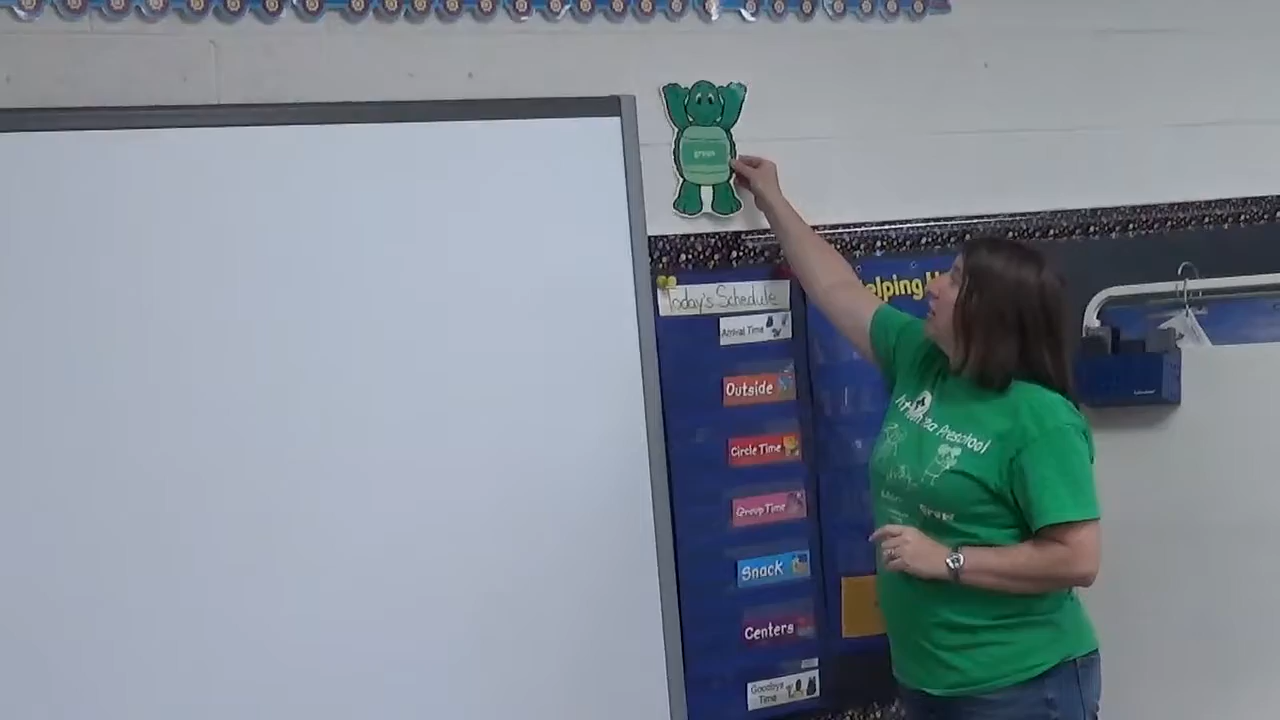 green
Today's Schedule
Arrival Time
Outside
Circle Time
Group Time
Snack
Centers
Goodbye
Time
Preschool